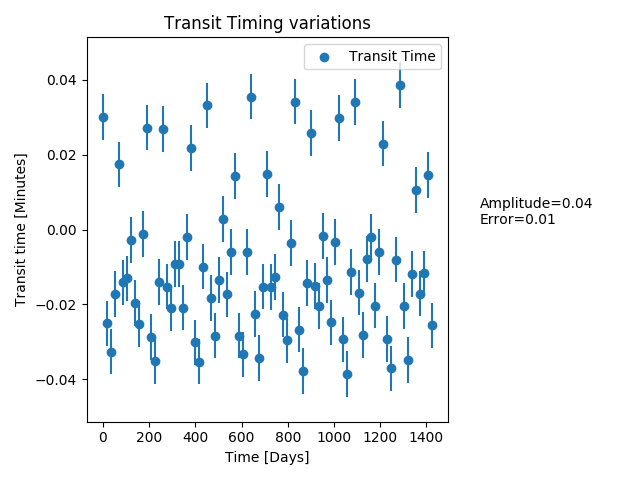 Transit Timing variations
Transit Time
Transit time [Minutes]
0.04
0.02
0.00
−0.02
−0.04
0 200 400 600 800 1000 1200 1400
Time [Days]
Amplitude=0.04
Error=0.01